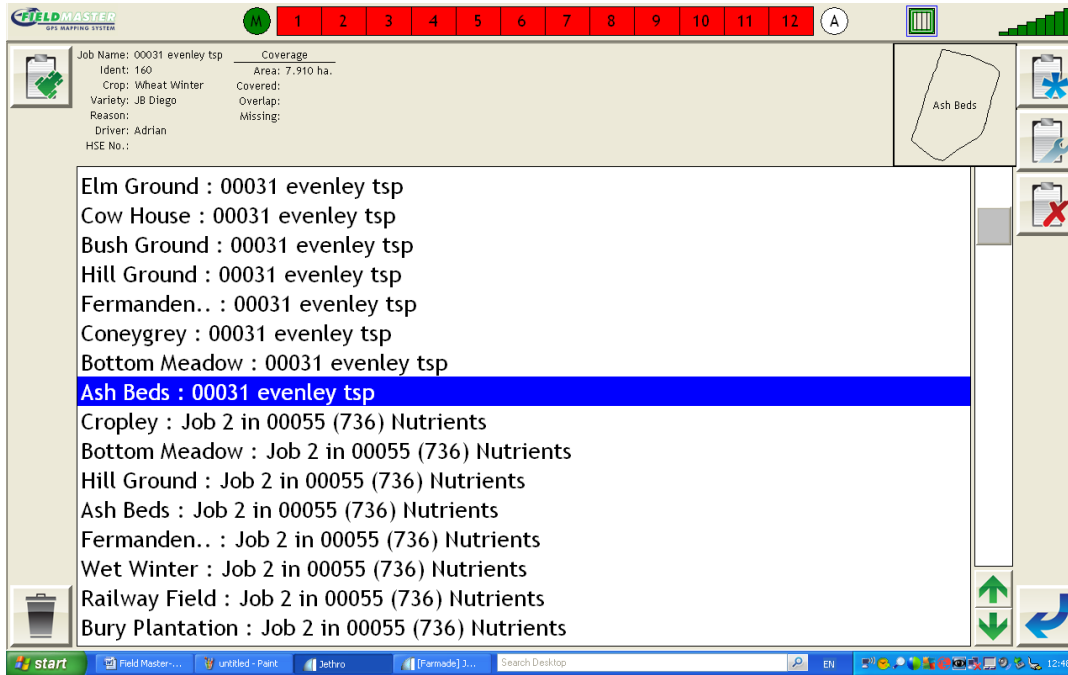 FIELDMASTER
GPS MAPPING SYSTEM
M 1 2 3 4 5 6 7 8 9 10 11 12 A
Job Name: 00031 evenley tsp
Ident: 160
Crop: Wheat Winter
Variety: JB Diego
Reason:
Driver: Adrian
HSE No.:
Coverage
Area: 7.910 ha.
Covered:
Overlap:
Missing:
Ash Beds
Elm Ground : 00031 evenley tsp
Cow House : 00031 evenley tsp
Bush Ground : 00031 evenley tsp
Hill Ground : 00031 evenley tsp
Fermanden.. : 00031 evenley tsp
Coneygrey : 00031 evenley tsp
Bottom Meadow : 00031 evenley tsp
Ash Beds : 00031 evenley tsp
Cropley : Job 2 in 00055 (736) Nutrients
Bottom Meadow : Job 2 in 00055 (736) Nutrients
Hill Ground : Job 2 in 00055 (736) Nutrients
Ash Beds : Job 2 in 00055 (736) Nutrients
Fermanden.. : Job 2 in 00055 (736) Nutrients
Wet Winter : Job 2 in 00055 (736) Nutrients
Railway Field : Job 2 in 00055 (736) Nutrients
Bury Plantation : Job 2 in 00055 (736) Nutrients
start Field Master-... untitled - Paint Jethro [Farmade] J... Search Desktop EN